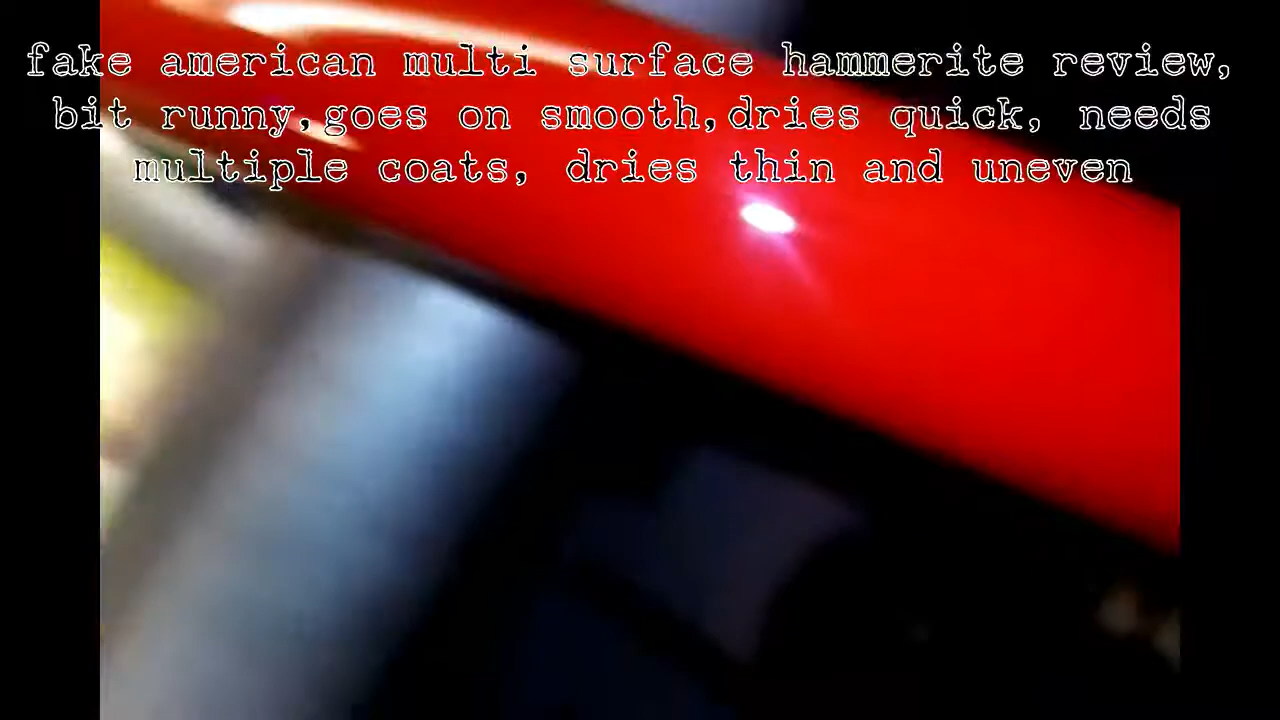 fake american multi surface hammerite review,
bit runny,goes on smooth,dries quick, needs
multiple coats, dries thin and uneven